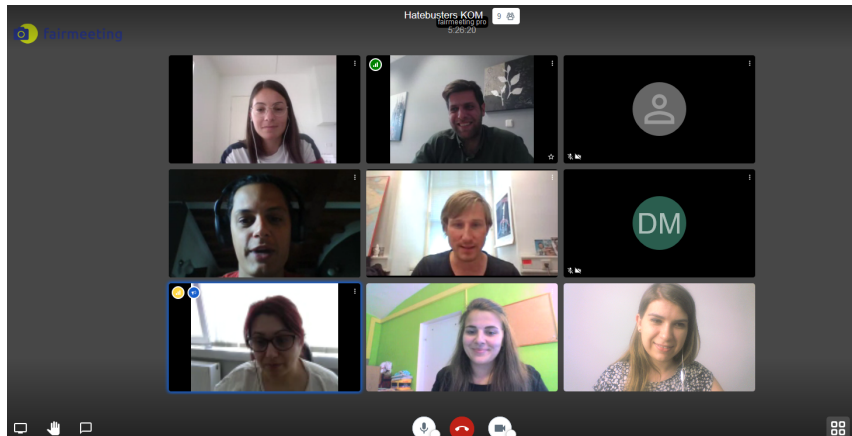 Hatebusters KOM
9
fairmeeting pro
5:26:20
fairmeeting
DM